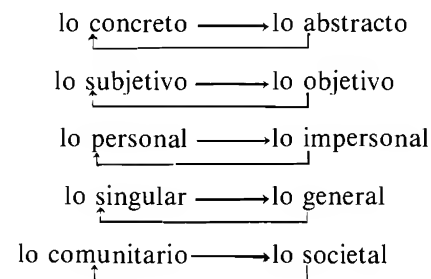 lo concreto → lo abstracto
lo subjetivo → lo objetivo
lo personal → lo impersonal
lo singular → lo general
lo comunitario → lo societal